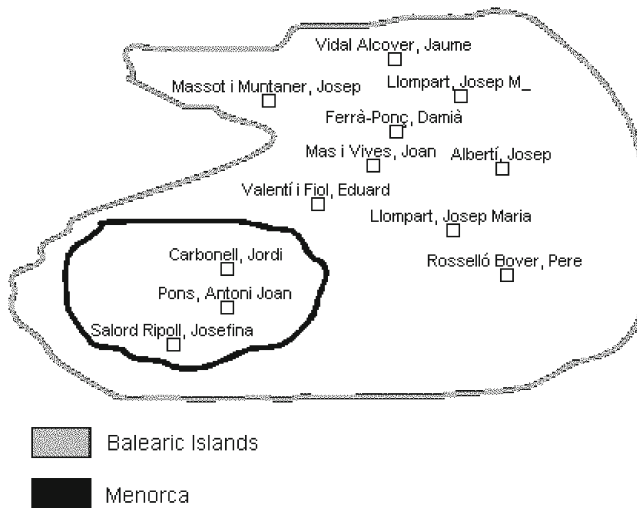 Vidal Alcover, Jaume
Massot i Muntaner, Josep
Llompart, Josep M_
Ferrà-Ponç, Damià
Mas i Vives, Joan
Albertí, Josep
Valentí i Fiol, Eduard
Llompart, Josep Maria
Carbonell, Jordi
Rosselló Bover, Pere
Pons, Antoni Joan
Salord Ripoll, Josefina
Balearic Islands
Menorca